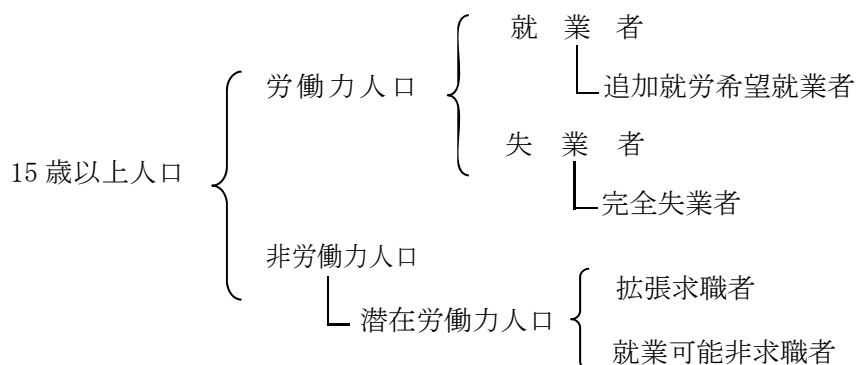 15 歳以上人口
労働力人口
就 業 者
追加就労希望就業者
失 業 者
完全失業者
非労働力人口
潜在労働力人口
拡張求職者
就業可能非求職者